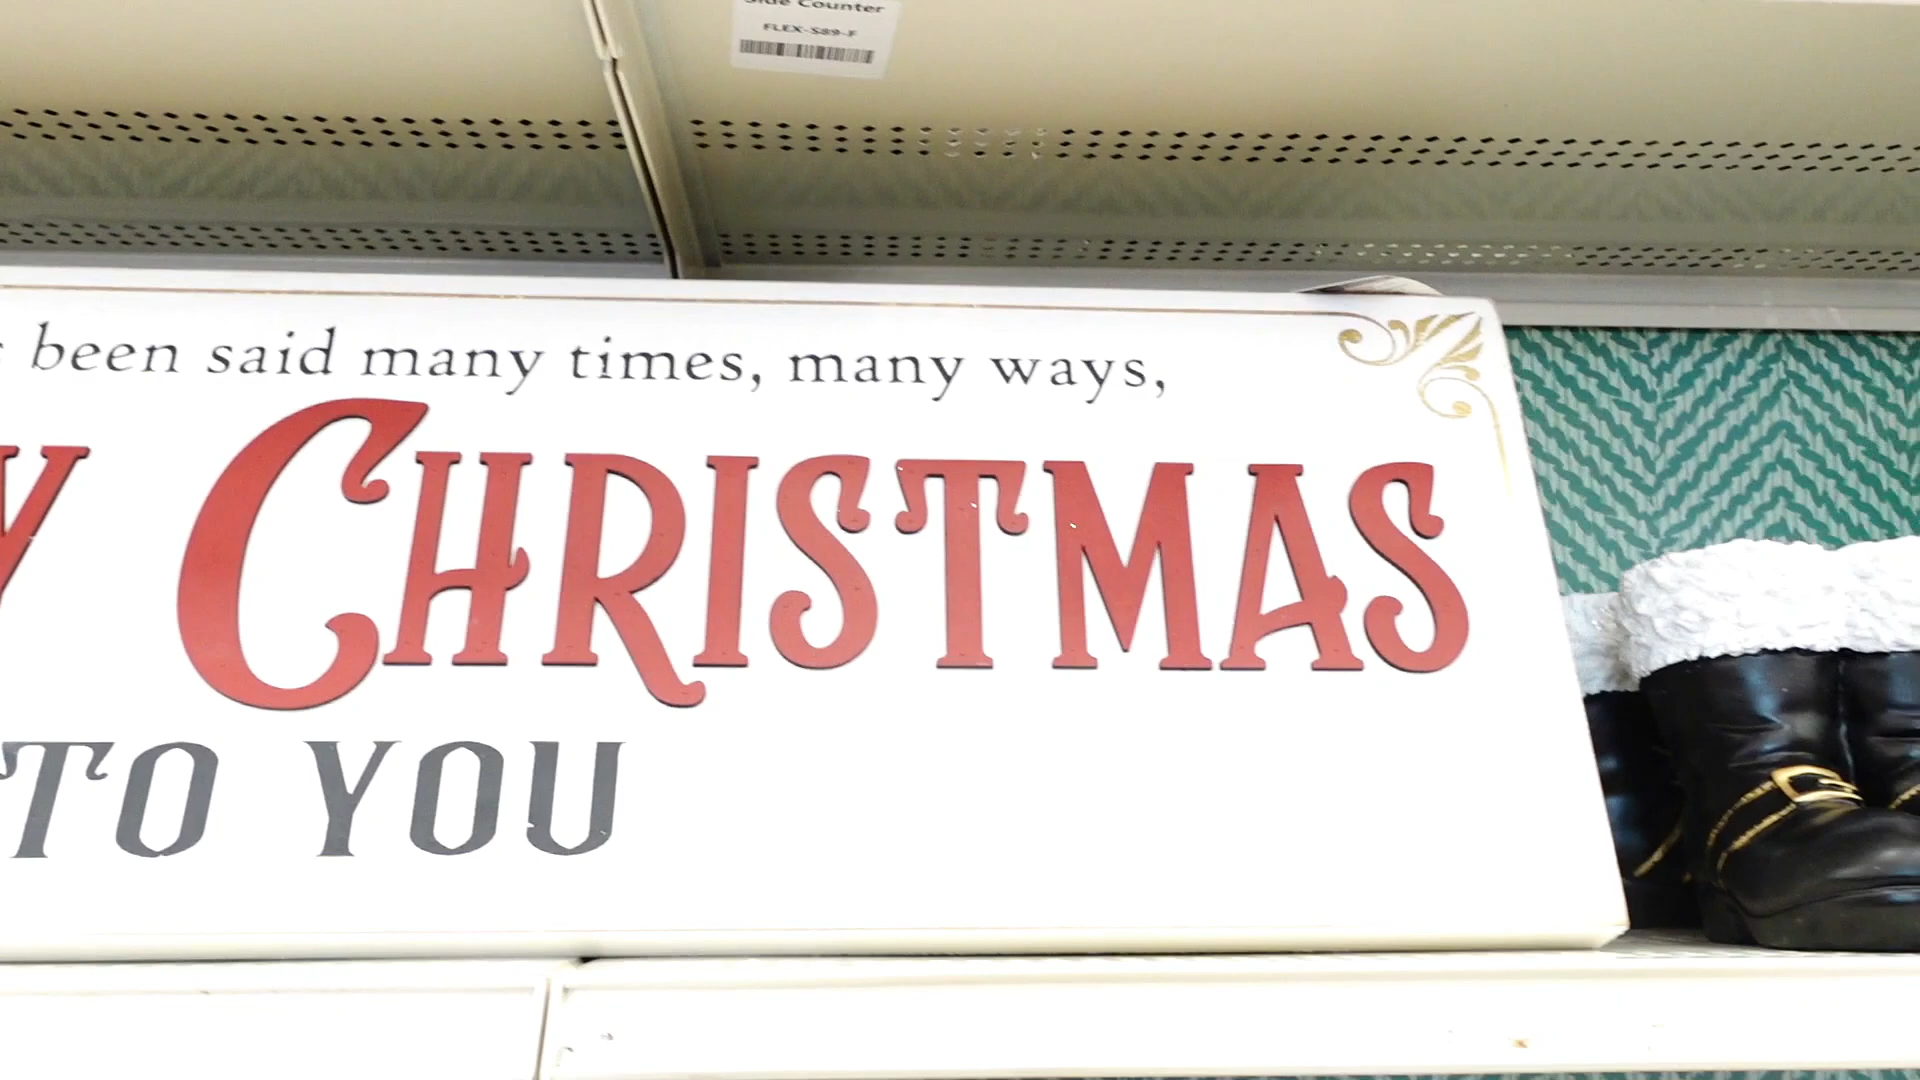 Side Counter
FLEX-S89-F
been said many times, many ways,
Y CHRISTMAS
TO YOU